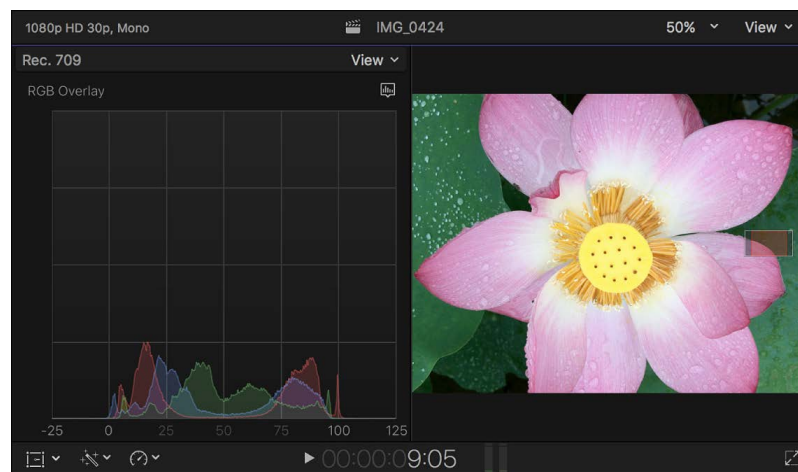 1080p HD 30p, Mono
IMG_0424
50%
View
Rec. 709
View
RGB Overlay
-25 0 25 50 75 100 125
00:00:09:05